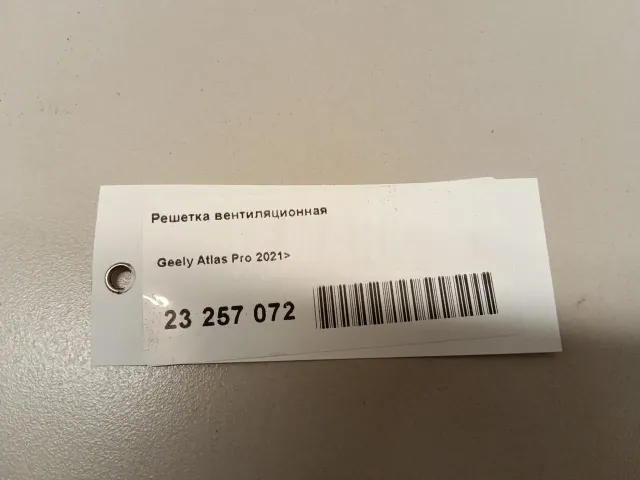 Решетка вентиляционная
Geely Atlas Pro 2021>
23 257 072